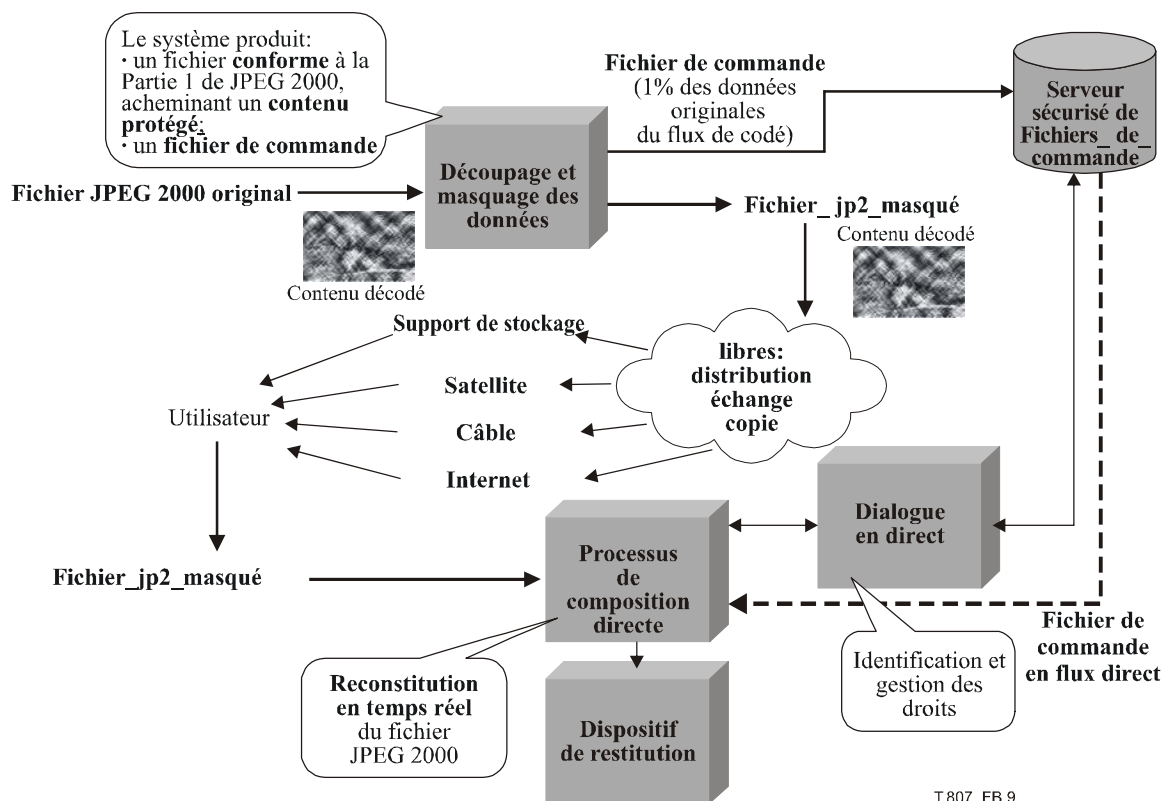 Le système produit:
· un fichier conforme à la
Partie 1 de JPEG 2000,
acheminant un contenu
protégé;
· un fichier de commande
Fichier de commande
(1% des données
originales
du flux de codé)
Serveur
sécurisé de
Fichiers_ de_
commande
Découpage et
masquage des
données
Fichier JPEG 2000 original
Fichier_ jp2_masqué
Contenu décodé
Contenu décodé
Support de stockage
Satellite
Câble
Internet
Utilisateur
libres:
distribution
échange
copie
Dialogue
en direct
Fichier_jp2_masqué
Processus
de
composition
directe
Fichier de
commande
en flux direct
Identification et
gestion des
droits
Reconstitution
en temps réel
du fichier
JPEG 2000
Dispositif
de restitution
T.807_FB.9